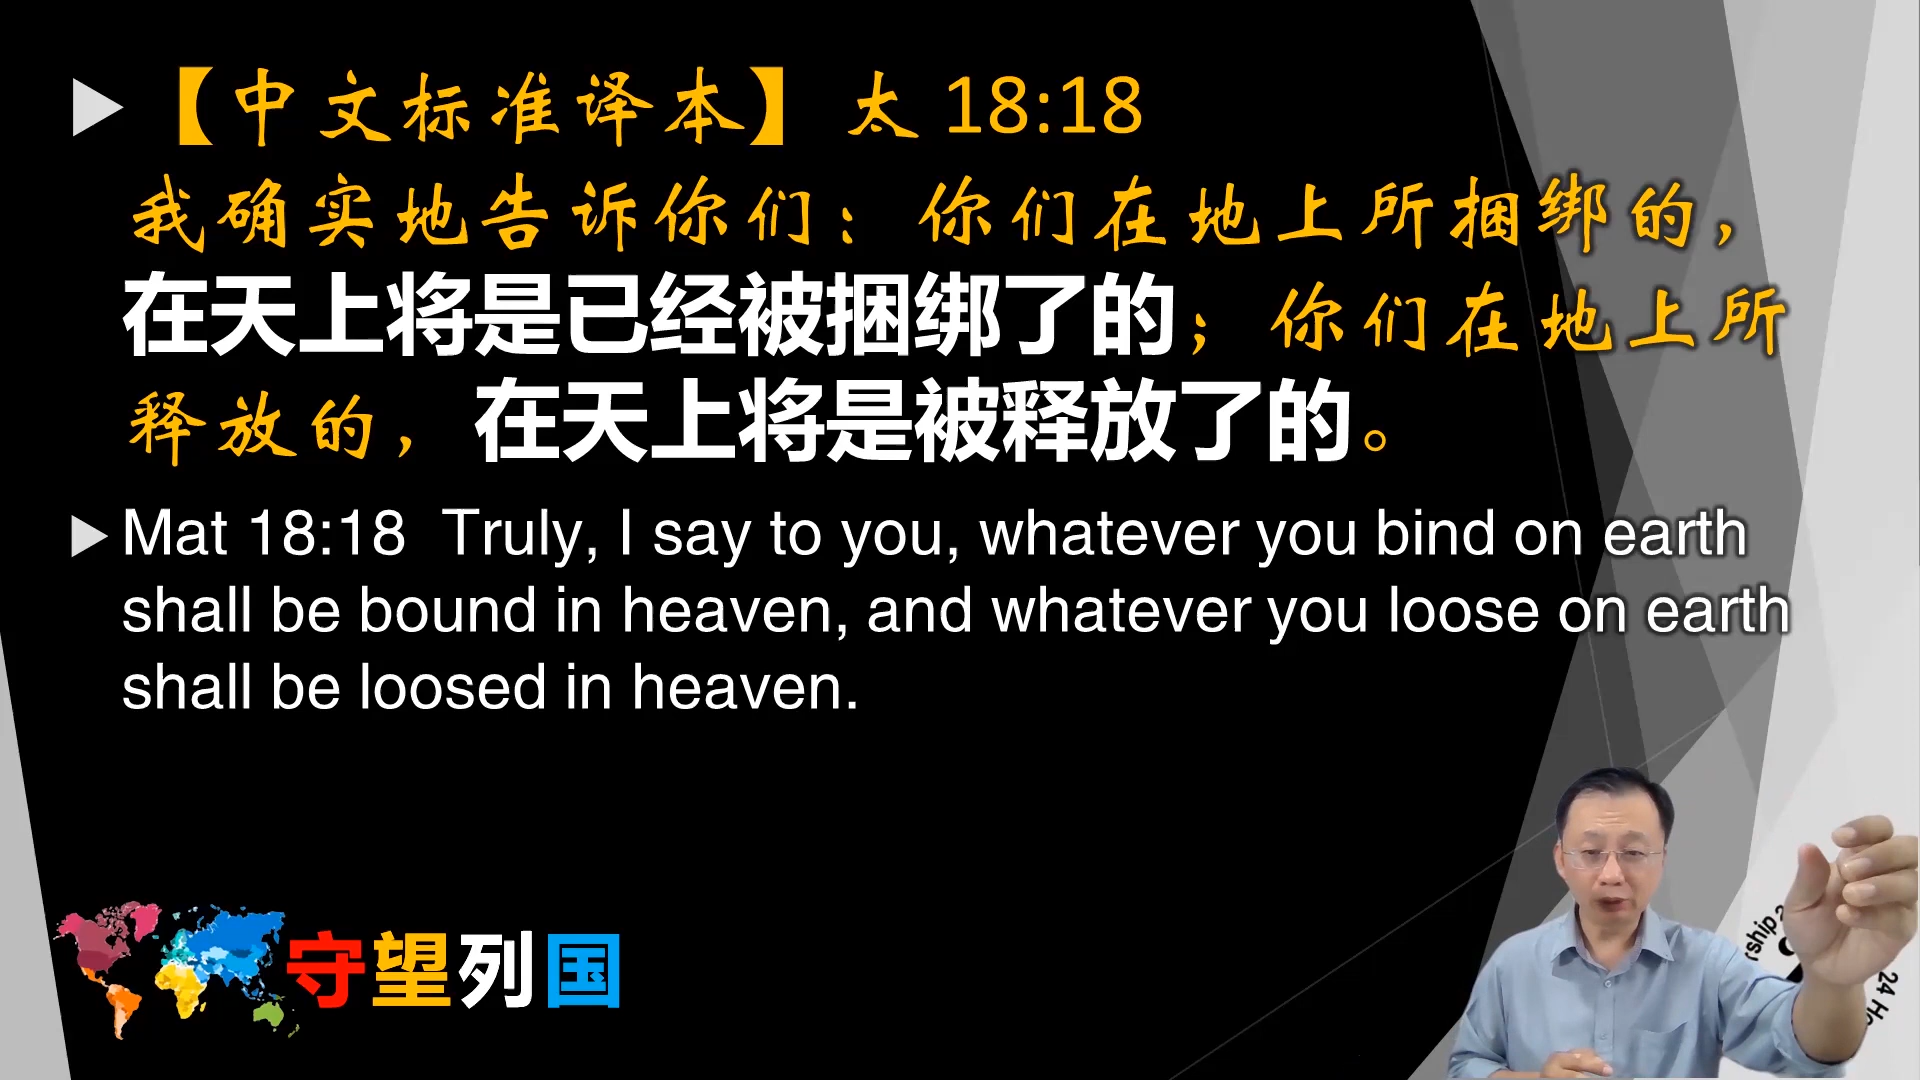 【中文标准译本】 太 18:18
我确实地告诉你们：你们在地上所捆绑的，
在天上将是已经被捆绑了的；你们在地上所
释放的，在天上将是被释放了的。
Mat 18:18 Truly, I say to you, whatever you bind on earth
shall be bound in heaven, and whatever you loose on earth
shall be loosed in heaven.
守望列国
24